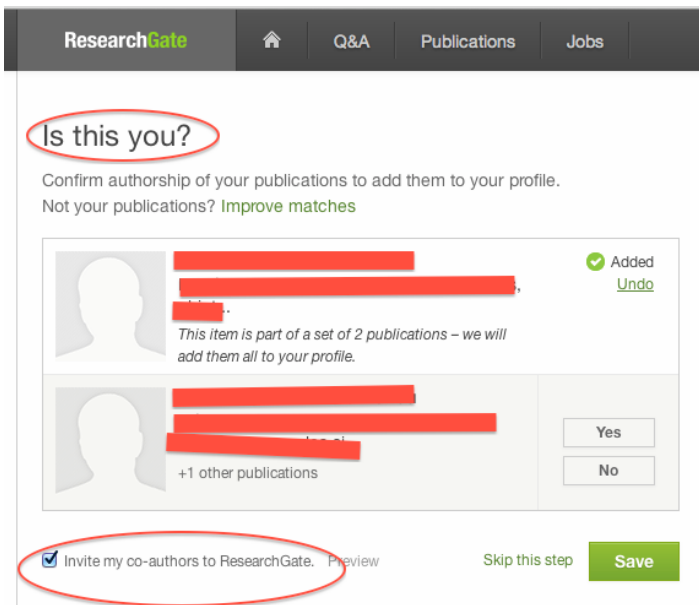 ResearchGate Q&A Publications Jobs
Is this you?
Confirm authorship of your publications to add them to your profile.
Not your publications? Improve matches
Added
Undo
This item is part of a set of 2 publications – we will
add them all to your profile.
Yes
+1 other publications
No
Invite my co-authors to ResearchGate. Preview Skip this step Save